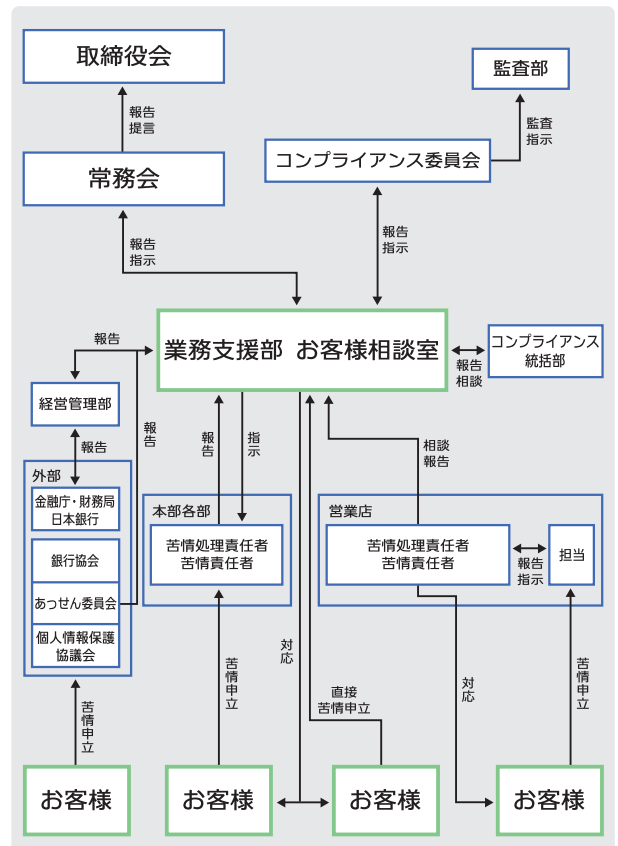 取締役会
監査部
報告
提言
監査
指示
常務会
コンプライアンス委員会
報告
指示
報告
指示
業務支援部 お客様相談室
コンプライアンス
統括部
報告
報告
相談
経営管理部
報告
報告
報告
指示
相談
報告
外部
金融庁・財務局
日本銀行
本部各部
営業店
苦情処理責任者
苦情責任者
苦情処理責任者
苦情責任者
報告
指示
担当
銀行協会
あっせん委員会
個人情報保護
協議会
苦情申立
苦情申立
対応
直接
苦情申立
対応
苦情申立
お客様
お客様
お客様
お客様